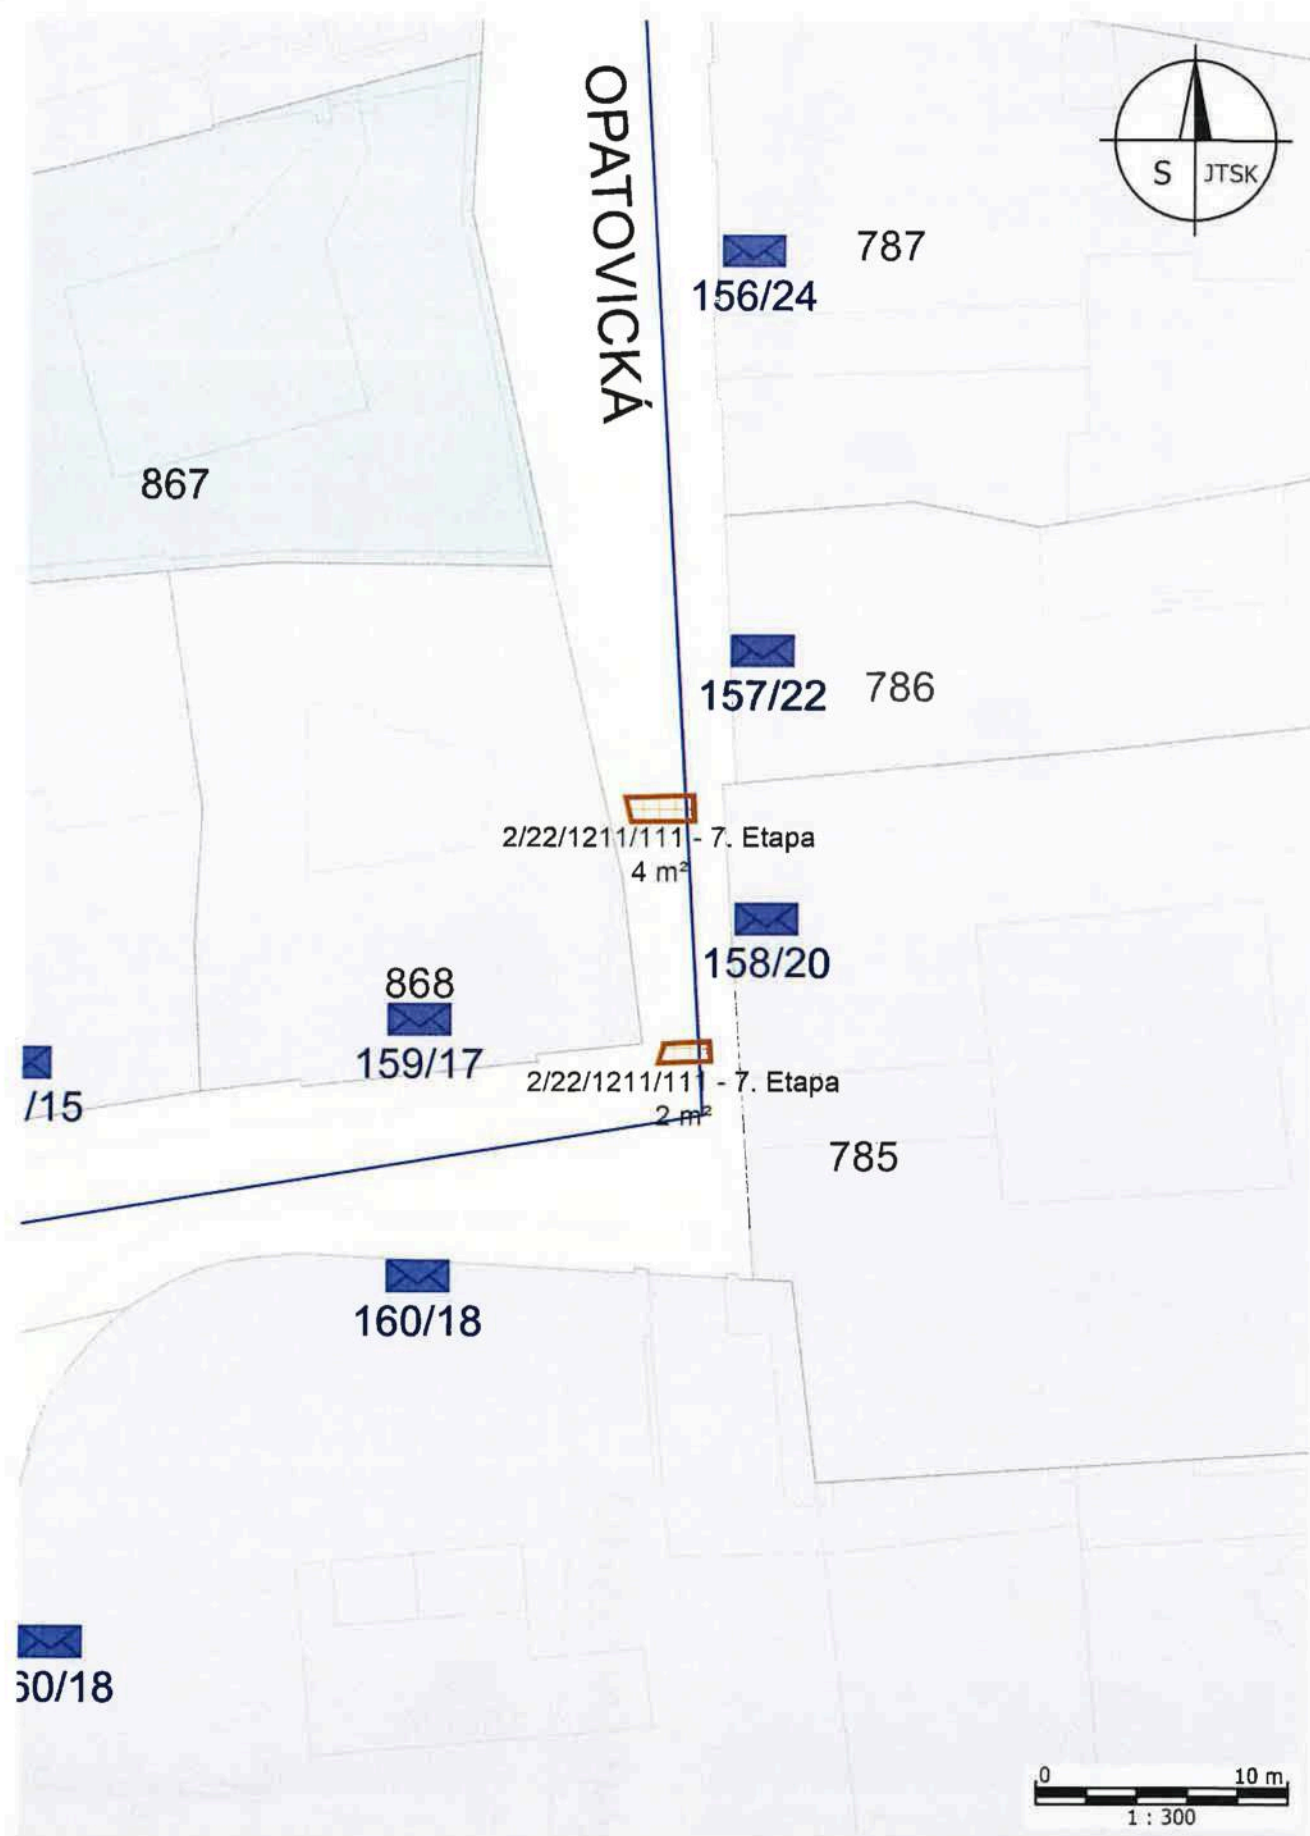 OPATOVICKÁ
S JTSK
787
156/24
867
157/22
786
2/22/1211/111 - 7. Etapa
4 m²
158/20
868
159/17
/15
2/22/1211/111 - 7. Etapa
2 m²
785
160/18
60/18
0 10 m
1 : 300